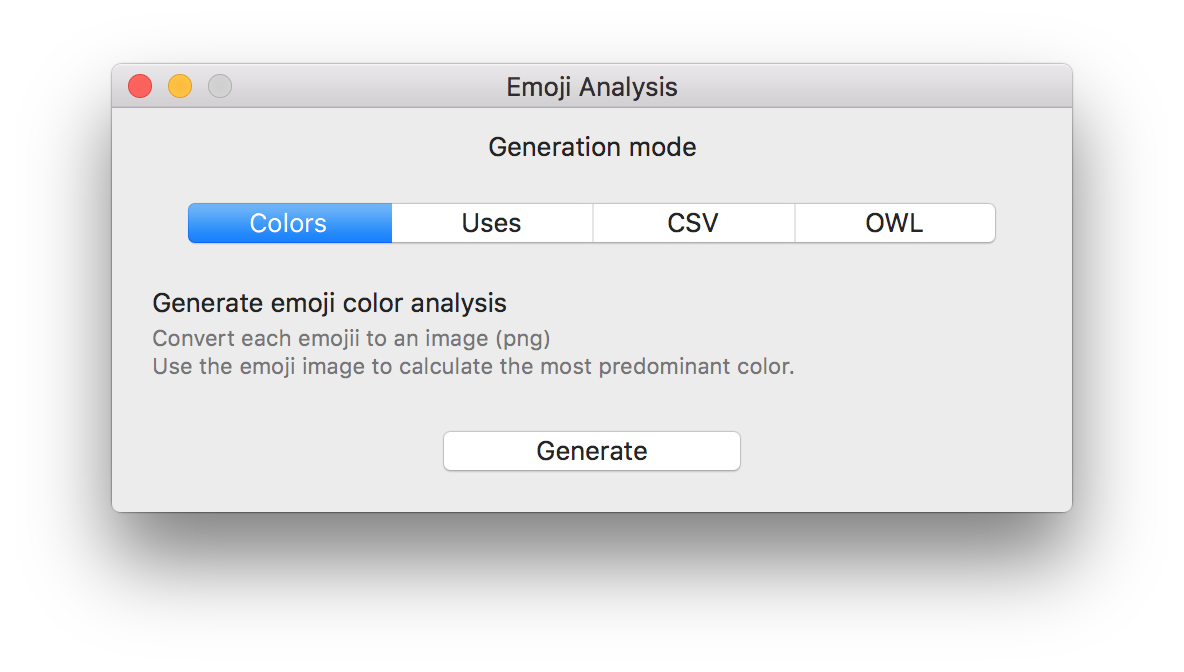 Emoji Analysis
Generation mode
Colors Uses CSV OWL
Generate emoji color analysis
Convert each emojii to an image (png)
Use the emoji image to calculate the most predominant color.
Generate